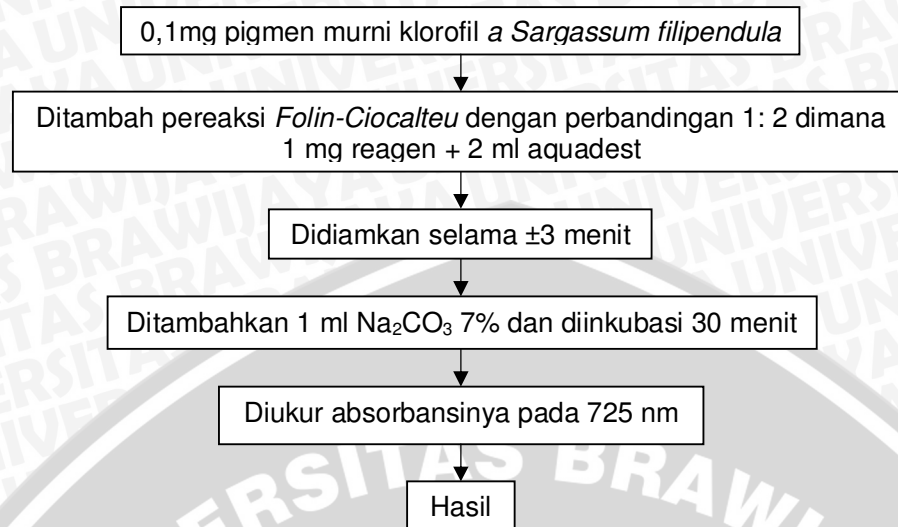 0,1mg pigmen murni klorofil a Sargassum filipendula
Ditambah pereaksi Folin-Ciocalteu dengan perbandingan 1: 2 dimana
1 mg reagen + 2 ml aquadest
Didiamkan selama ±3 menit
Ditambahkan 1 ml Na₂CO₃ 7% dan diinkubasi 30 menit
Diukur absorbansinya pada 725 nm
Hasil